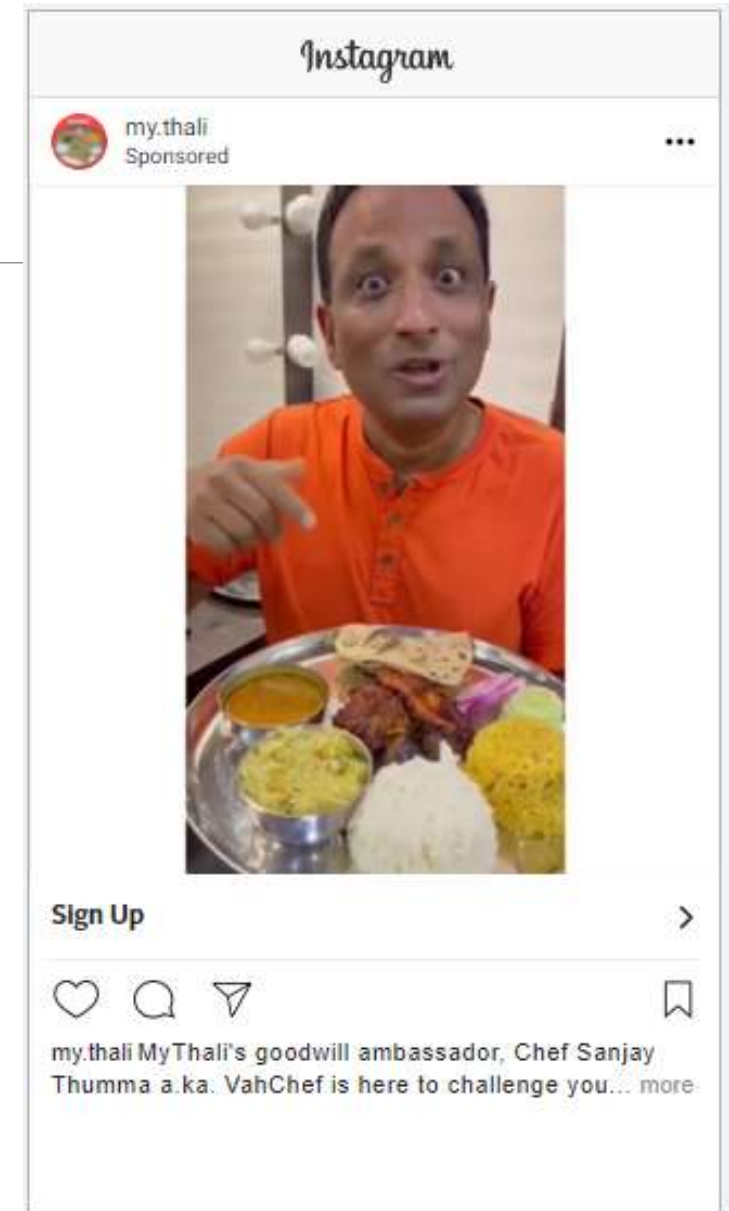 Instagram
my.thali
Sponsored
Sign Up
my.thali MyThali's goodwill ambassador, Chef Sanjay
Thumma a.ka. VahChef is here to challenge you... more